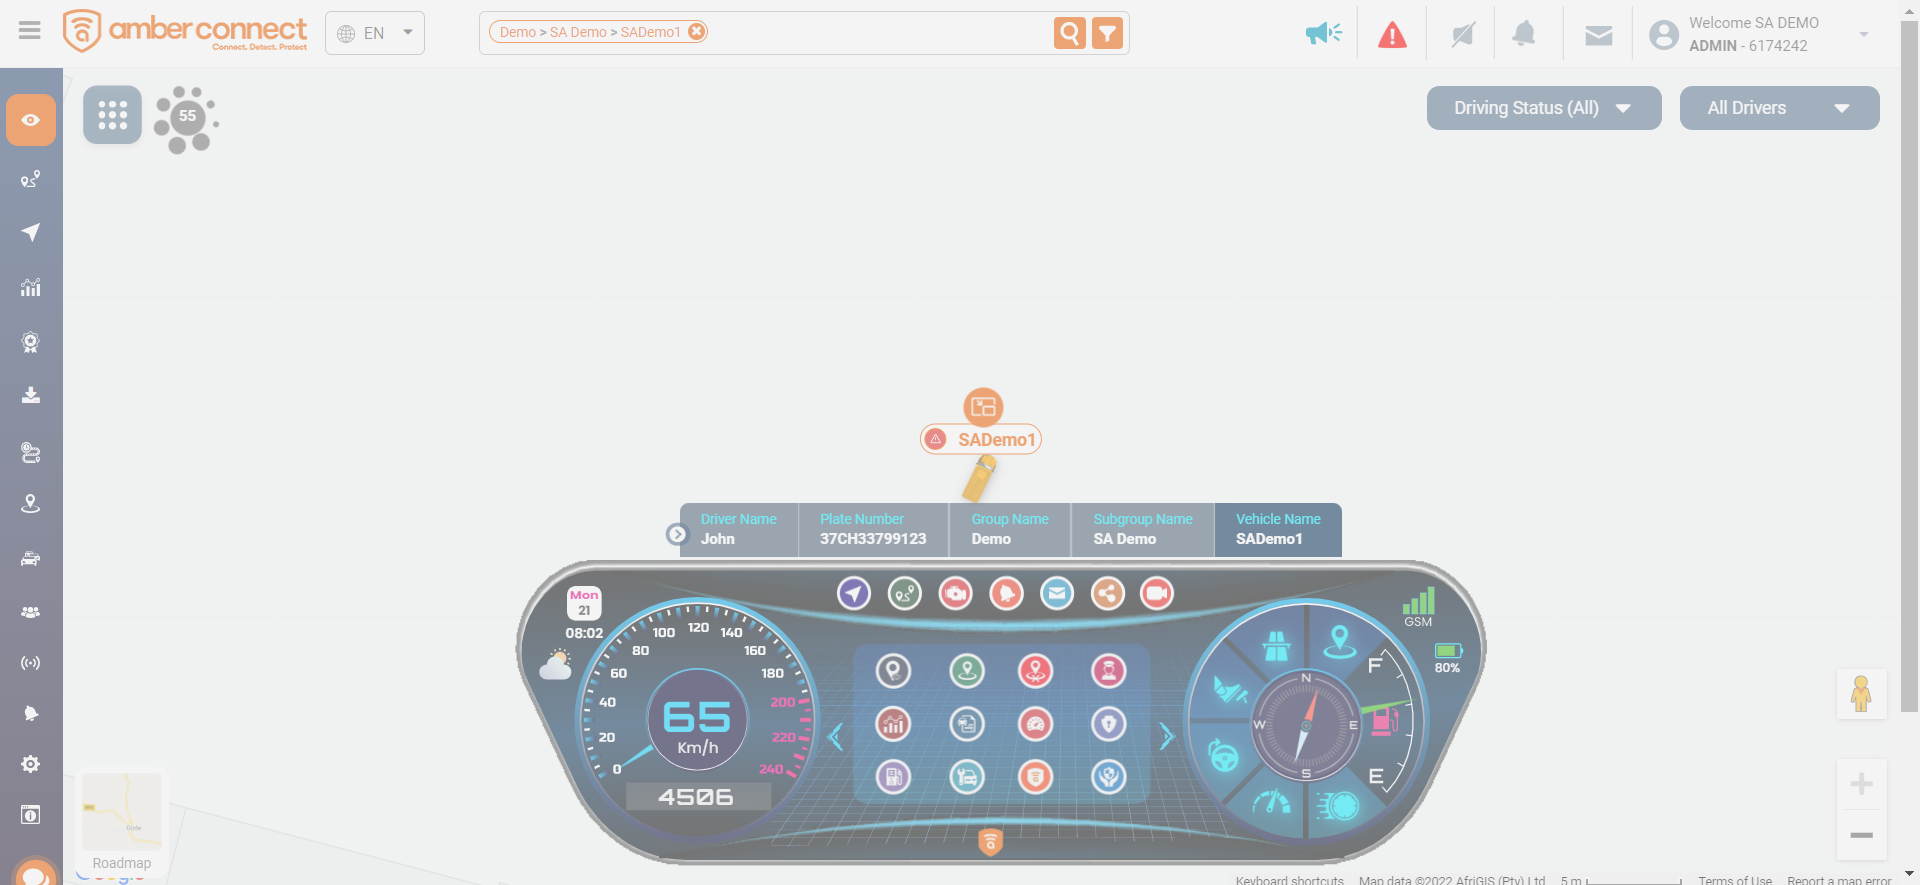 amber connect
Connect. Detect. Protect
EN
Demo > SA Demo > SADemo1
Welcome SA DEMO
ADMIN - 6174242
55
Driving Status (All)
All Drivers
SADemo1
Driver Name
John
Plate Number
37CH33799123
Group Name
Demo
Subgroup Name
SA Demo
Vehicle Name
SADemo1
Mon
21
08:02
0
20
40
60
80
100
120
140
160
180
200
220
240
65
Km/h
4506
GSM
80%
N
E
S
W
F
E
Roadmap
Google
Keyboard shortcuts
Map data ©2022 AfriGIS (Pty) Ltd
5 m
Terms of Use
Report a map error